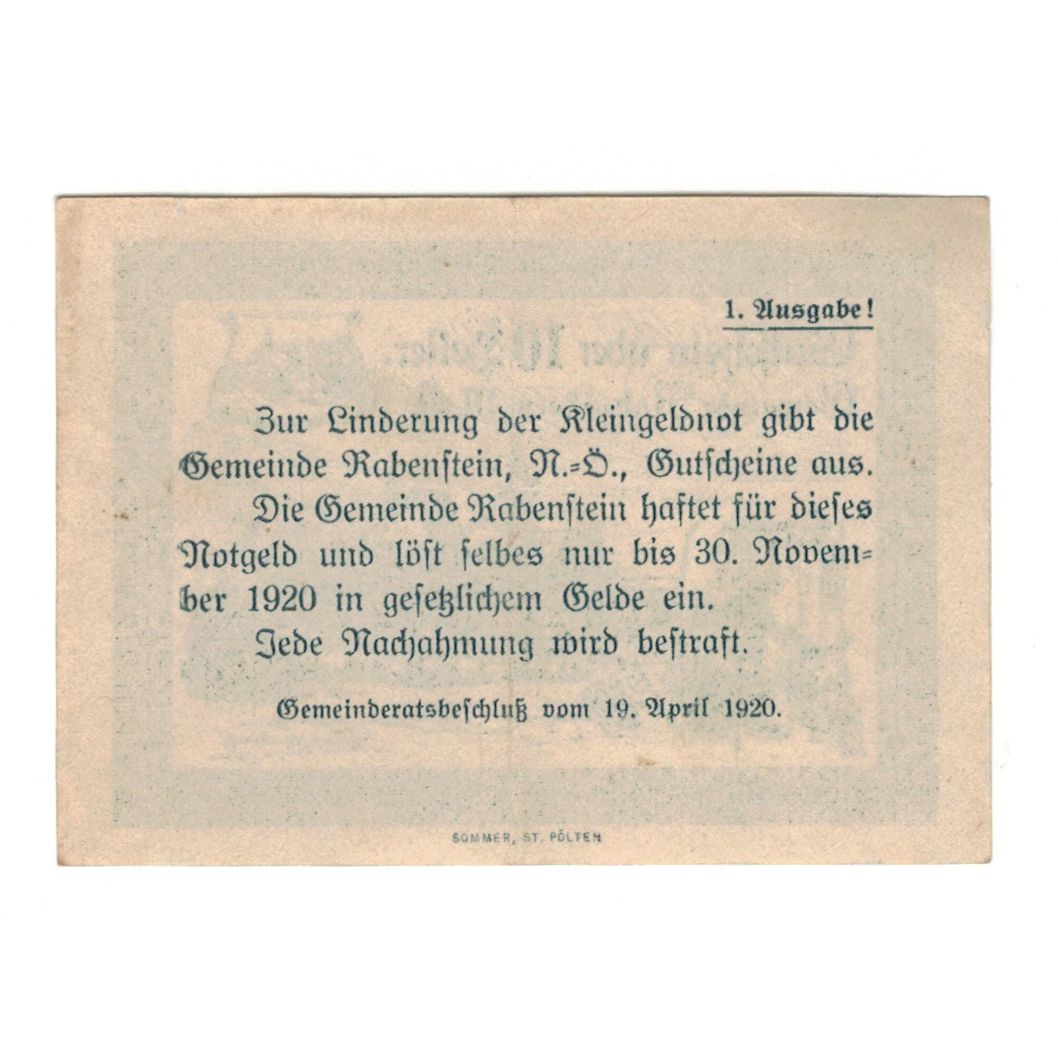 1. Ausgabe!
Zur Linderung der Kleingeldnot gibt die
Gemeinde Rabenstein, N.=Ö., Gutscheine aus.
Die Gemeinde Rabenstein haftet für dieses
Notgeld und löst selbes nur bis 30. Novem=
ber 1920 in gesetzlichem Gelde ein.
Jede Nachahmung wird bestraft.
Gemeinderatsbeschluß vom 19. April 1920.
SOMMER, ST. PÖLTEN